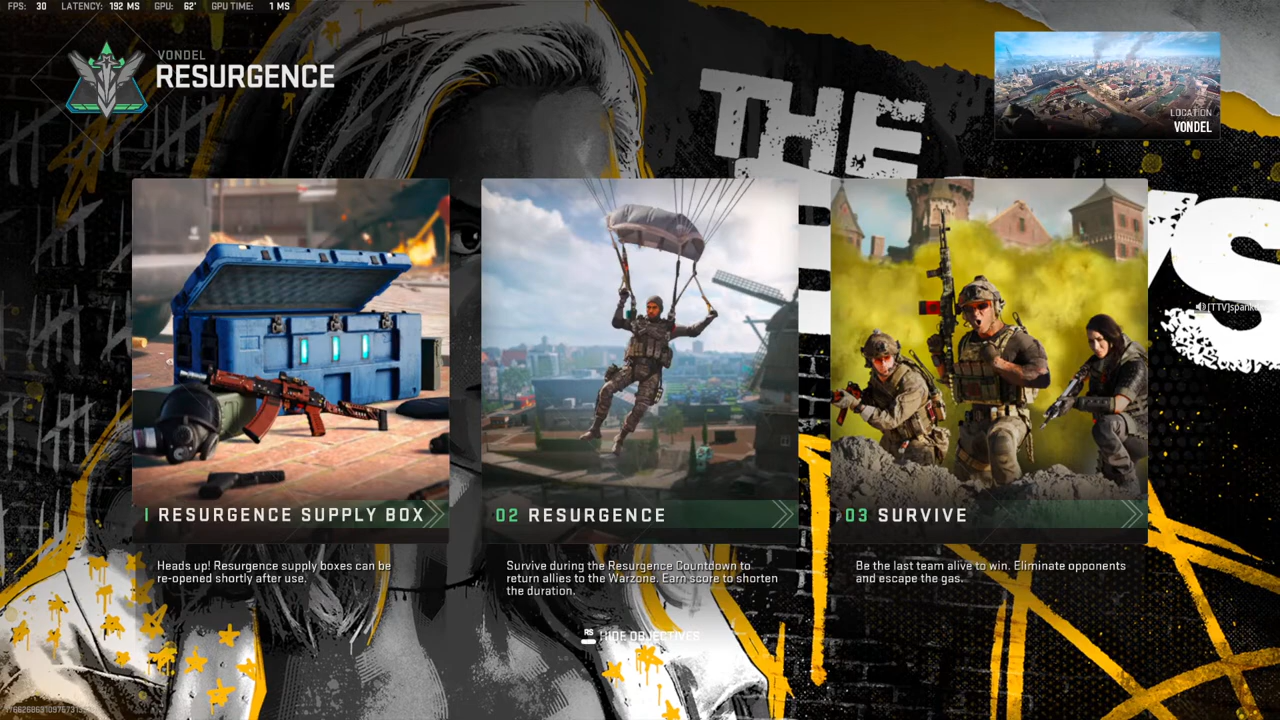 FPS: 30 LATENCY: 192 MS GPU: 62° GPU TIME: 1 MS
VONDEL
RESURGENCE
THE
LOCATION
VONDEL
[TTV]spank
RESURGENCE SUPPLY BOX
02 RESURGENCE
03 SURVIVE
Heads up! Resurgence supply boxes can be
re-opened shortly after use.
Survive during the Resurgence Countdown to
return allies to the Warzone. Earn score to shorten
the duration.
Be the last team alive to win. Eliminate opponents
and escape the gas.
RS HIDE OBJECTIVES